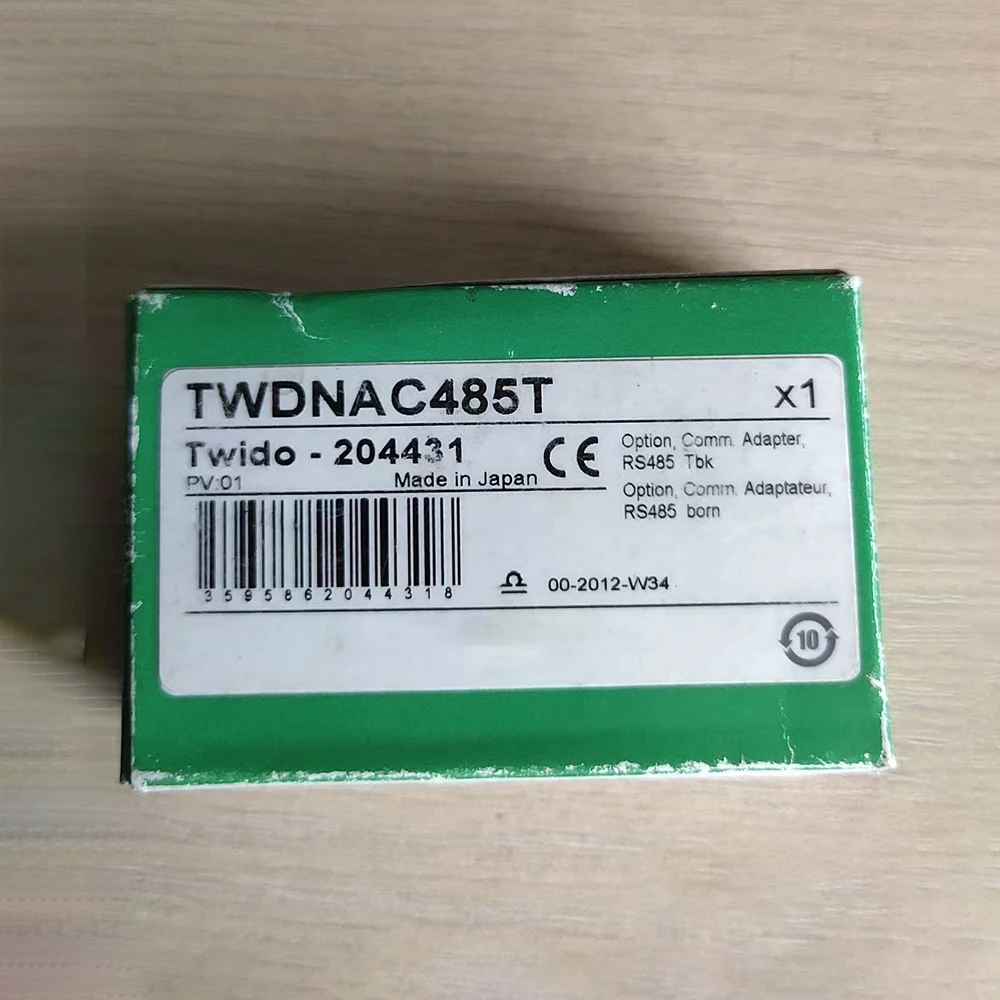 TWDNAC485T x1
Twido - 204431
PV:01 Made in Japan
CE
Option, Comm. Adapter,
RS485 Tbk
Option, Comm. Adaptateur,
RS485 born
3595862044318
00-2012-W34
10